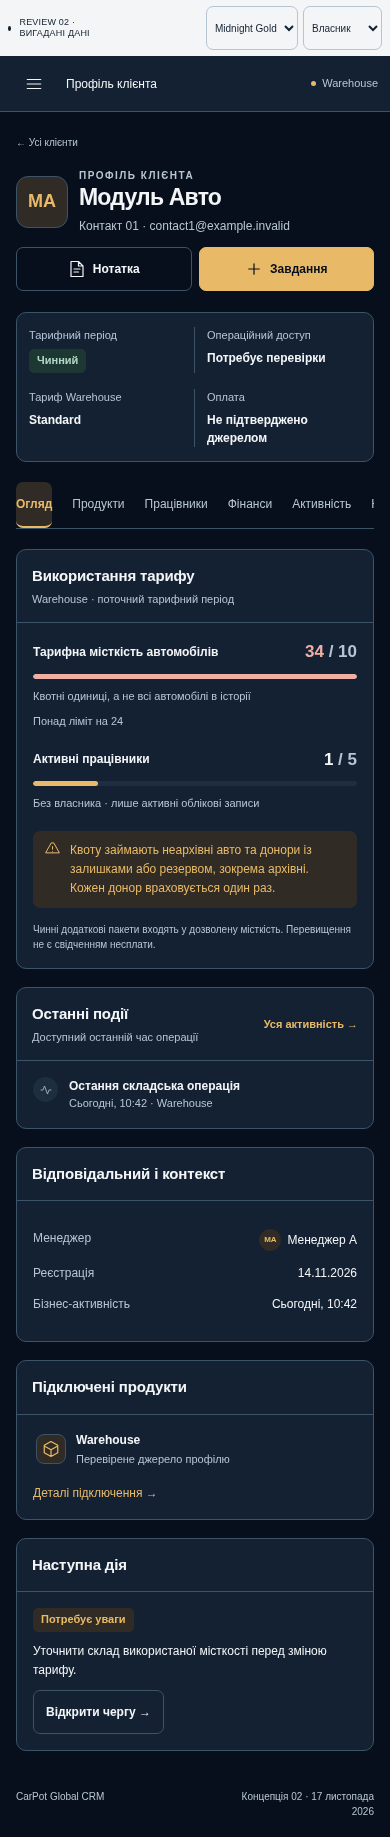 REVIEW 02 ·
ВИГАДАНІ ДАНІ
Midnight Gold
Власник
Профіль клієнта
Warehouse
← Усі клієнти
МА
ПРОФІЛЬ КЛІЄНТА
Модуль Авто
Контакт 01 · contact1@example.invalid
Нотатка
Завдання
Тарифний період
Чинний
Операційний доступ
Потребує перевірки
Тариф Warehouse
Standard
Оплата
Не підтверджено
джерелом
Огляд
Продукти
Працівники
Фінанси
Активність
Використання тарифу
Warehouse · поточний тарифний період
Тарифна місткість автомобілів
34 / 10
Квотні одиниці, а не всі автомобілі в історії
Понад ліміт на 24
Активні працівники
1 / 5
Без власника · лише активні облікові записи
Квоту займають неархівні авто та донори із
залишками або резервом, зокрема архівні.
Кожен донор враховується один раз.
Чинні додаткові пакети входять у дозволену місткість. Перевищення
не є свідченням несплати.
Останні події
Доступний останній час операції
Уся активність →
Остання складська операція
Сьогодні, 10:42 · Warehouse
Відповідальний і контекст
Менеджер
МА
Менеджер А
Реєстрація
14.11.2026
Бізнес-активність
Сьогодні, 10:42
Підключені продукти
Warehouse
Перевірене джерело профілю
Деталі підключення →
Наступна дія
Потребує уваги
Уточнити склад використаної місткості перед зміною
тарифу.
Відкрити чергу →
CarPot Global CRM
Концепція 02 · 17 листопада
2026